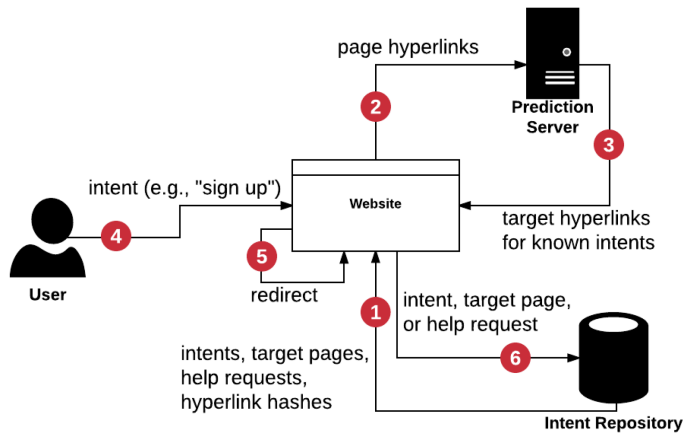 page hyperlinks
2
Prediction
Server
3
intent (e.g., "sign up")
Website
target hyperlinks
for known intents
4
User
5
redirect
1
intent, target page,
or help request
6
intents, target pages,
help requests,
hyperlink hashes
Intent Repository